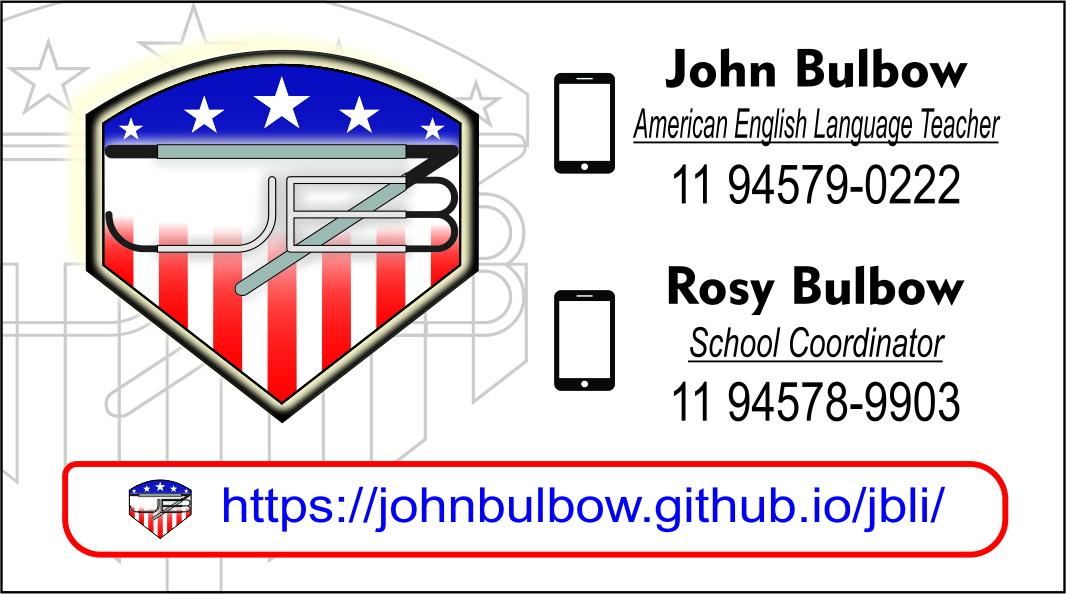 John Bulbow
American English Language Teacher
11 94579-0222
Rosy Bulbow
School Coordinator
11 94578-9903
https://johnbulbow.github.io/jbli/